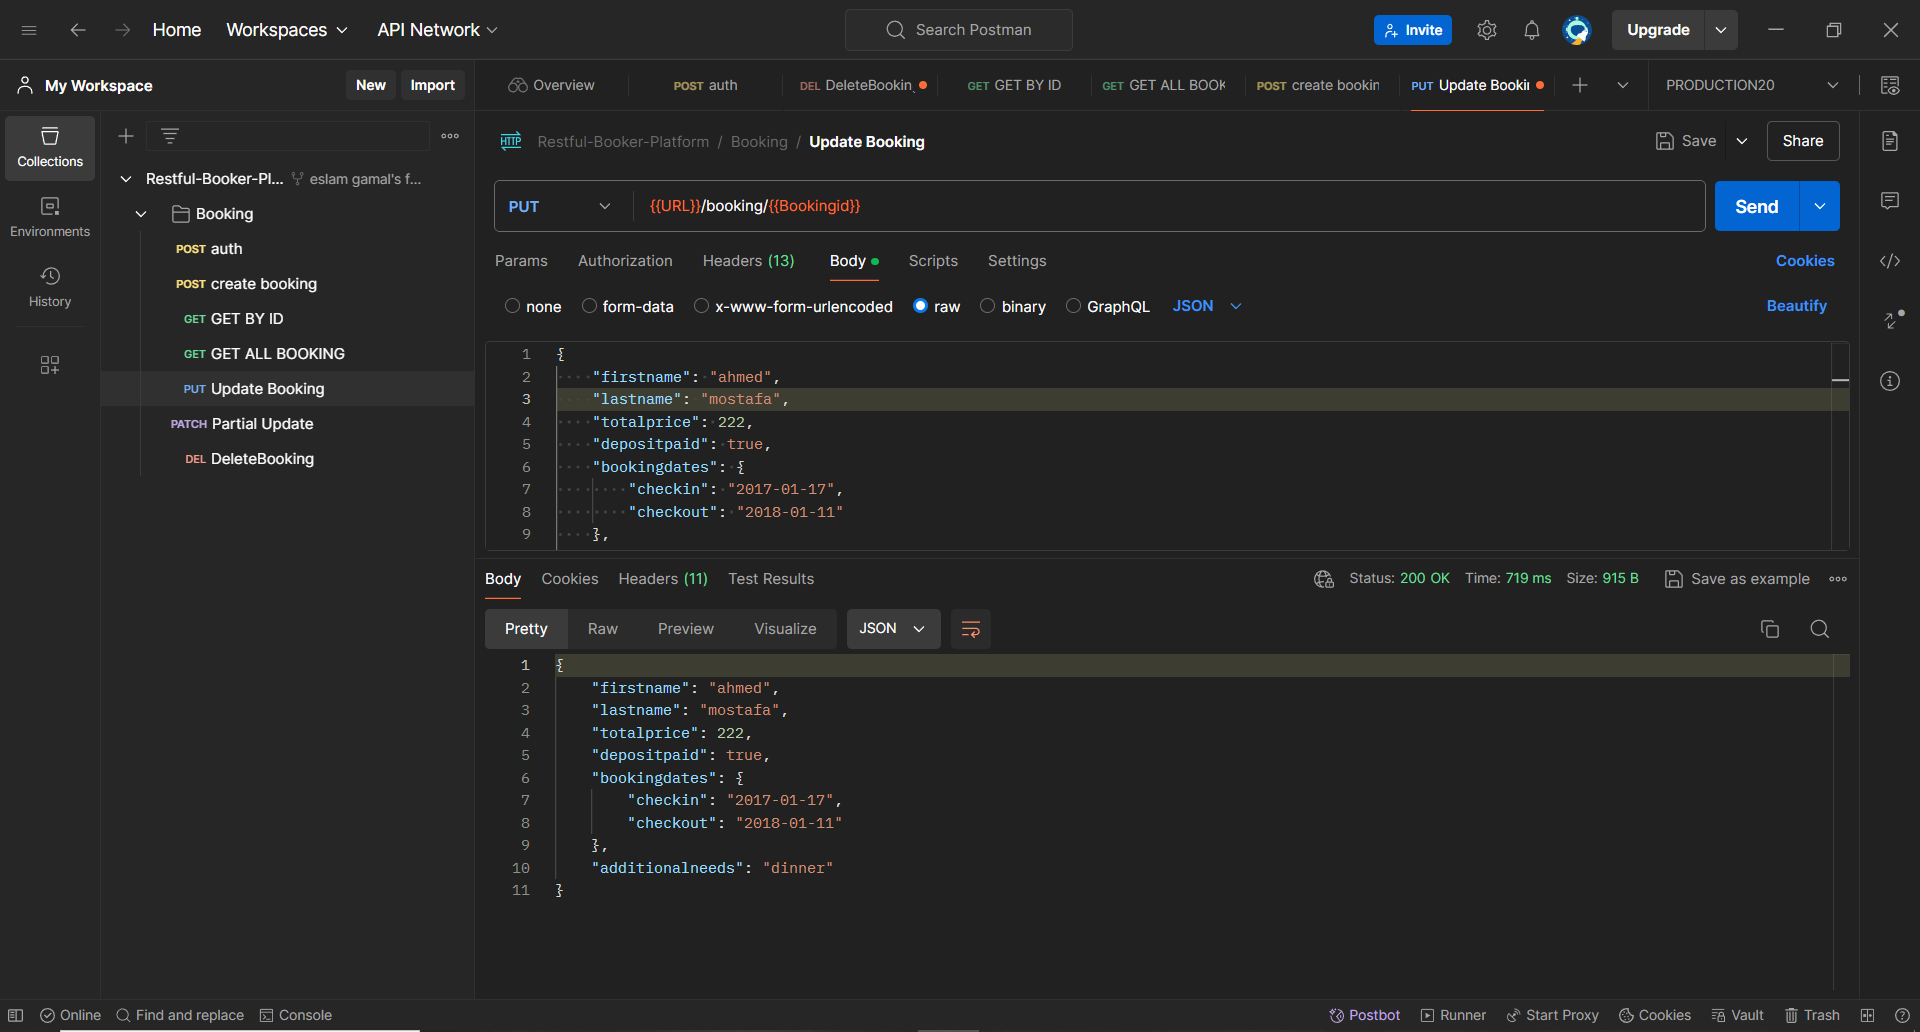 Home Workspaces API Network Search Postman Invite Upgrade
My Workspace New Import
Overview POST auth DEL DeleteBookin GET GET BY ID GET GET ALL BOOK POST create bookin PUT Update Booki PRODUCTION20
Collections
Environments
History
Restful-Booker-Pl... eslam gamal's f...
Booking
POST auth
POST create booking
GET GET BY ID
GET GET ALL BOOKING
PUT Update Booking
PATCH Partial Update
DEL DeleteBooking
HTTP Restful-Booker-Platform / Booking / Update Booking Save Share
PUT {{URL}}/booking/{{Bookingid}} Send
Params Authorization Headers (13) Body Scripts Settings Cookies
none form-data x-www-form-urlencoded raw binary GraphQL JSON Beautify
1 {
2 "firstname": "ahmed",
3 "lastname": "mostafa",
4 "totalprice": 222,
5 "depositpaid": true,
6 "bookingdates": {
7 "checkin": "2017-01-17",
8 "checkout": "2018-01-11"
9 },
Body Cookies Headers (11) Test Results Status: 200 OK Time: 719 ms Size: 915 B Save as example
Pretty Raw Preview Visualize JSON
1 {
2 "firstname": "ahmed",
3 "lastname": "mostafa",
4 "totalprice": 222,
5 "depositpaid": true,
6 "bookingdates": {
7 "checkin": "2017-01-17",
8 "checkout": "2018-01-11"
9 },
10 "additionalneeds": "dinner"
11 }
Online Find and replace Console Postbot Runner Start Proxy Cookies Vault Trash